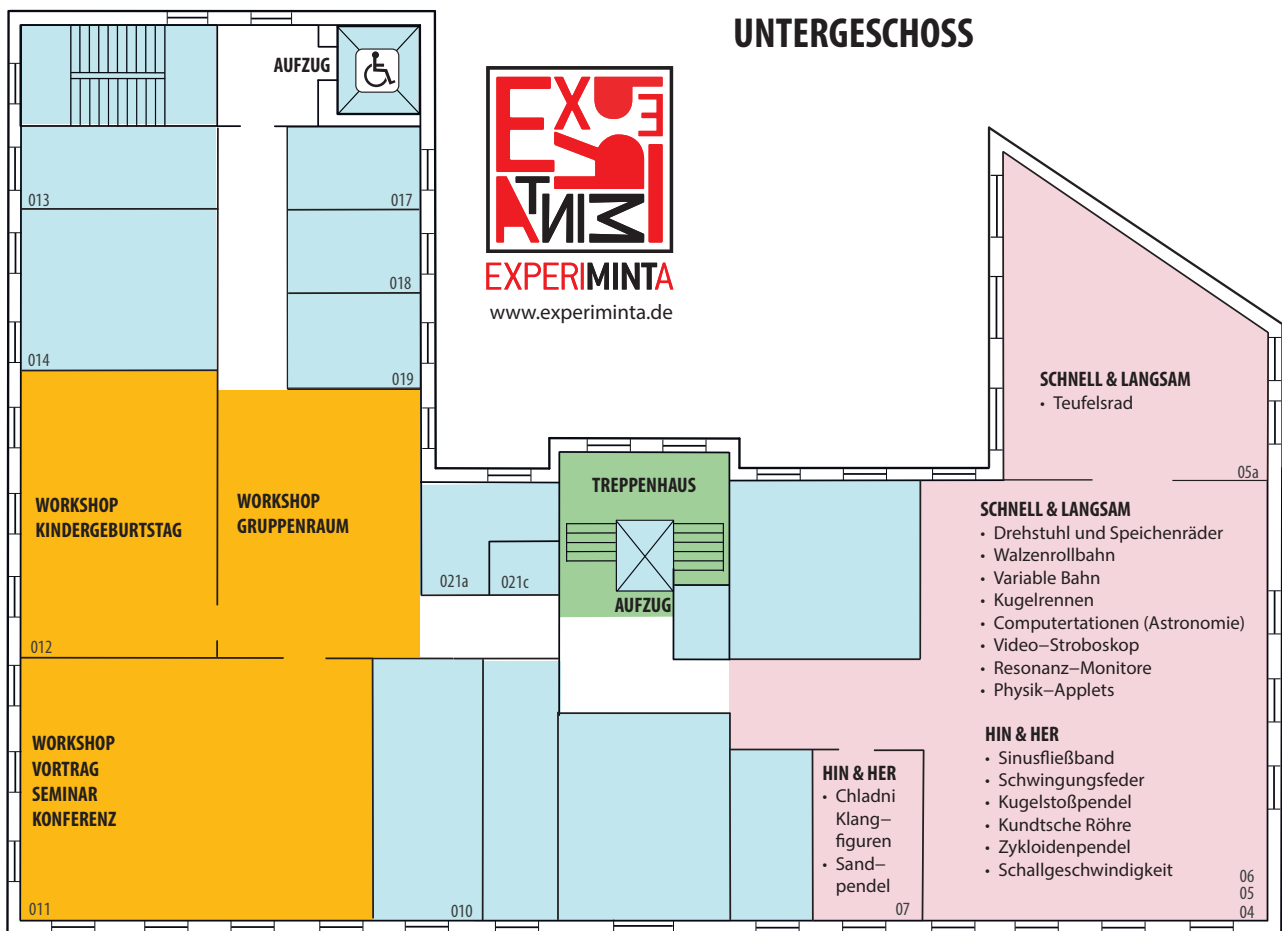 UNTERGESCHOSS
AUFZUG
EXPERIMINTA
EXPERIMINTA
www.experiminta.de
013
014
017
018
019
WORKSHOP
KINDERGEBURTSTAG
012
WORKSHOP
GRUPPENRAUM
021a
021c
TREPPENHAUS
AUFZUG
SCHNELL & LANGSAM
• Teufelsrad
05a
SCHNELL & LANGSAM
• Drehstuhl und Speichenräder
• Walzenrollbahn
• Variable Bahn
• Kugelrennen
• Computertationen (Astronomie)
• Video–Stroboskop
• Resonanz–Monitore
• Physik–Applets
HIN & HER
• Sinusfließband
• Schwingungsfeder
• Kugelstoßpendel
• Kundtsche Röhre
• Zykloidenpendel
• Schallgeschwindigkeit
06
05
04
WORKSHOP
VORTRAG
SEMINAR
KONFERENZ
011
010
HIN & HER
• Chladni
Klang–
figuren
• Sand–
pendel
07